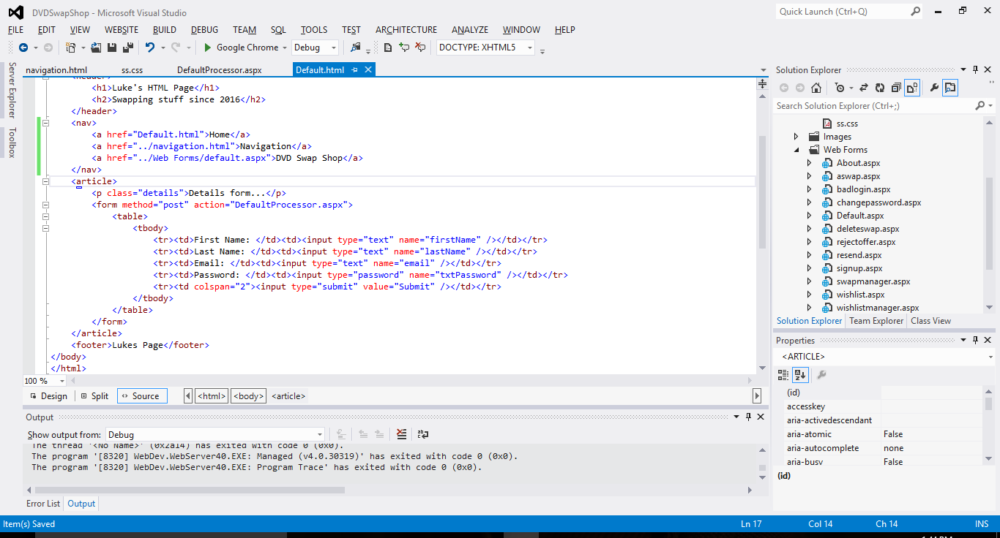 DVDSwapShop - Microsoft Visual Studio
Quick Launch (Ctrl+Q)
FILE EDIT VIEW WEBSITE BUILD DEBUG TEAM SQL TOOLS TEST ARCHITECTURE ANALYZE WINDOW HELP
Google Chrome Debug DOCTYPE: XHTML5
Server Explorer
Toolbox
navigation.html ss.css DefaultProcessor.aspx Default.html
<header>
<h1>Luke's HTML Page</h1>
<h2>Swapping stuff since 2016</h2>
</header>
<nav>
<a href="Default.html">Home</a>
<a href="../navigation.html">Navigation</a>
<a href="../Web Forms/default.aspx">DVD Swap Shop</a>
</nav>
<article>
<p class="details">Details form...</p>
<form method="post" action="DefaultProcessor.aspx">
<table>
<tbody>
<tr><td>First Name: </td><td><input type="text" name="firstName" /></td></tr>
<tr><td>Last Name: </td><td><input type="text" name="lastName" /></td></tr>
<tr><td>Email: </td><td><input type="text" name="email" /></td></tr>
<tr><td>Password: </td><td><input type="password" name="txtPassword" /></td></tr>
<tr><td colspan="2"><input type="submit" value="Submit" /></td></tr>
</tbody>
</table>
</form>
</article>
<footer>Lukes Page</footer>
</body>
</html>
100 %
Design Split Source <html> <body> <article>
Output
Show output from: Debug
The thread '<No Name>' (0x2a14) has exited with code 0 (0x0).
The program '[8320] WebDev.WebServer40.EXE: Managed (v4.0.30319)' has exited with code 0 (0x0).
The program '[8320] WebDev.WebServer40.EXE: Program Trace' has exited with code 0 (0x0).
Error List Output
Solution Explorer
Search Solution Explorer (Ctrl+;)
ss.css
Images
Web Forms
About.aspx
aswap.aspx
badlogin.aspx
changepassword.aspx
Default.aspx
deleteswap.aspx
rejectoffer.aspx
resend.aspx
signup.aspx
swapmanager.aspx
wishlist.aspx
wishlistmanager.aspx
Solution Explorer Team Explorer Class View
Properties
<ARTICLE>
(id)
accesskey
aria-activedescendant
aria-atomic False
aria-autocomplete none
aria-busy False
(id)
Item(s) Saved Ln 17 Col 14 Ch 14 INS